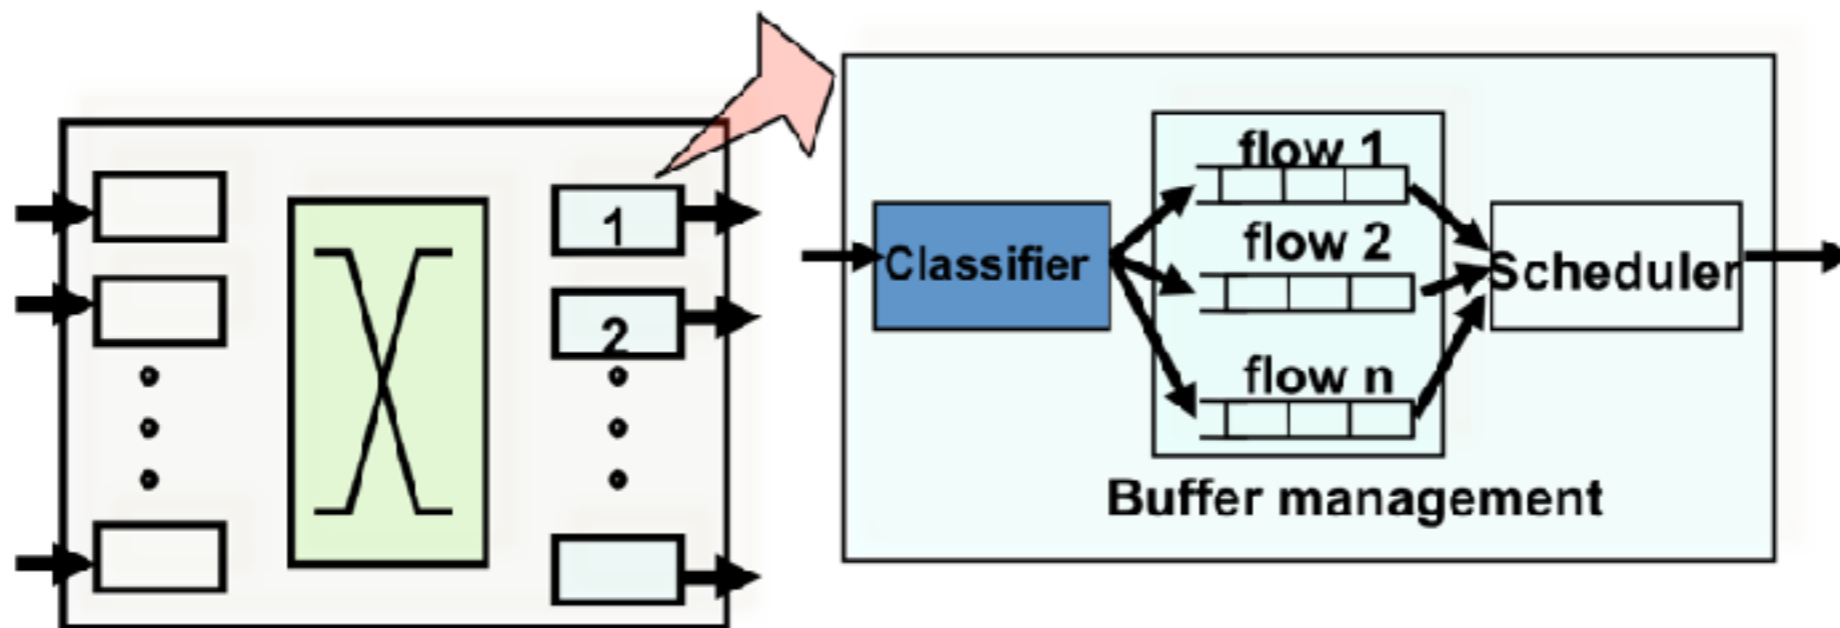 1
2
flow 1
Classifier
flow 2
Scheduler
flow n
Buffer management